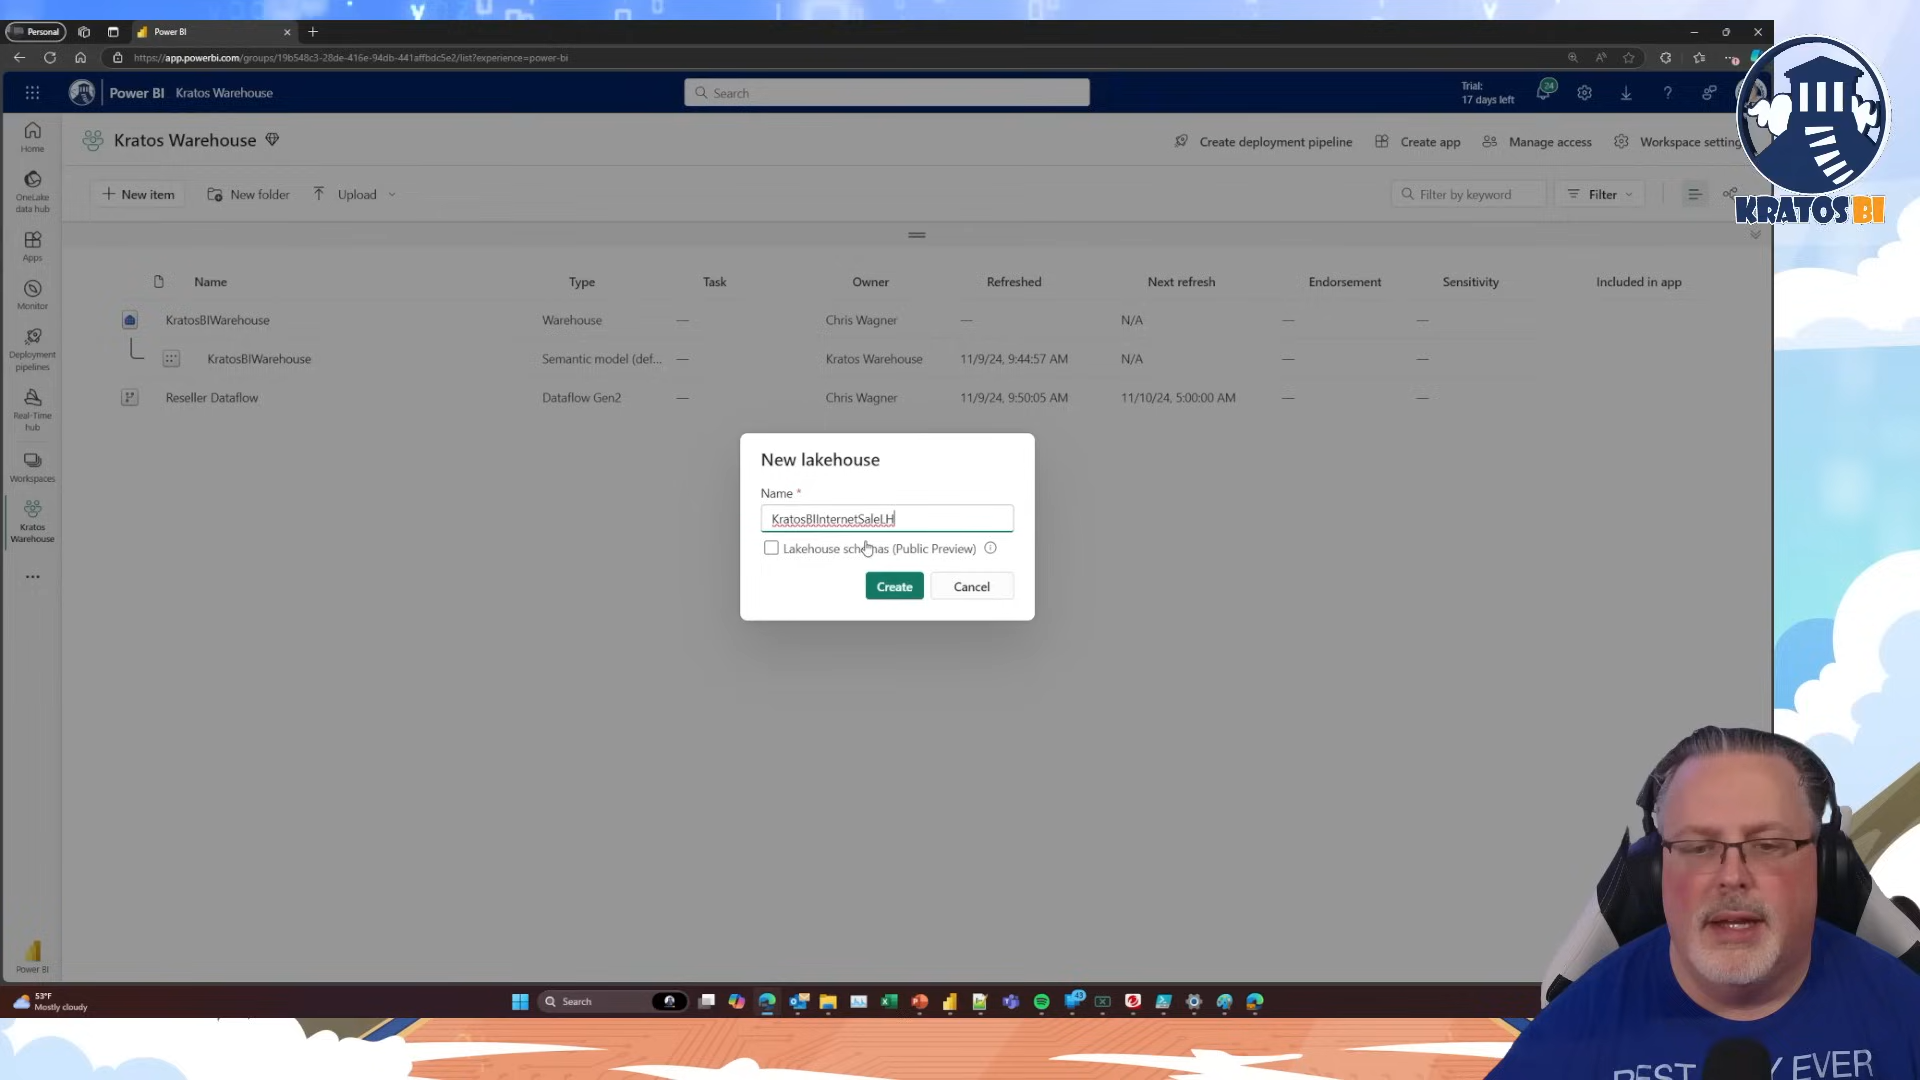 Personal
Power BI
https://app.powerbi.com/groups/19b548c3-28de-416e-94db-441affbdc5e2/list?experience=power-bi
Power BI Kratos Warehouse
Search
Trial:
17 days left
24
Kratos Warehouse
Create deployment pipeline
Create app
Manage access
Workspace setting
New item
New folder
Upload
Filter by keyword
Filter
KRATOS BI
Home
OneLake
data hub
Apps
Monitor
Deployment
pipelines
Real-Time
hub
Workspaces
Kratos
Warehouse
Power BI
Name Type Task Owner Refreshed Next refresh Endorsement Sensitivity Included in app
KratosBIWarehouse Warehouse — Chris Wagner — N/A — —
KratosBIWarehouse Semantic model (def... — Kratos Warehouse 11/9/24, 9:44:57 AM N/A — —
Reseller Dataflow Dataflow Gen2 — Chris Wagner 11/9/24, 9:50:05 AM 11/10/24, 5:00:00 AM — —
New lakehouse
Name *
KratosBIInternetSaleLH
Lakehouse schemas (Public Preview)
Create
Cancel
53°F
Mostly cloudy
Search
43
BEST EVER